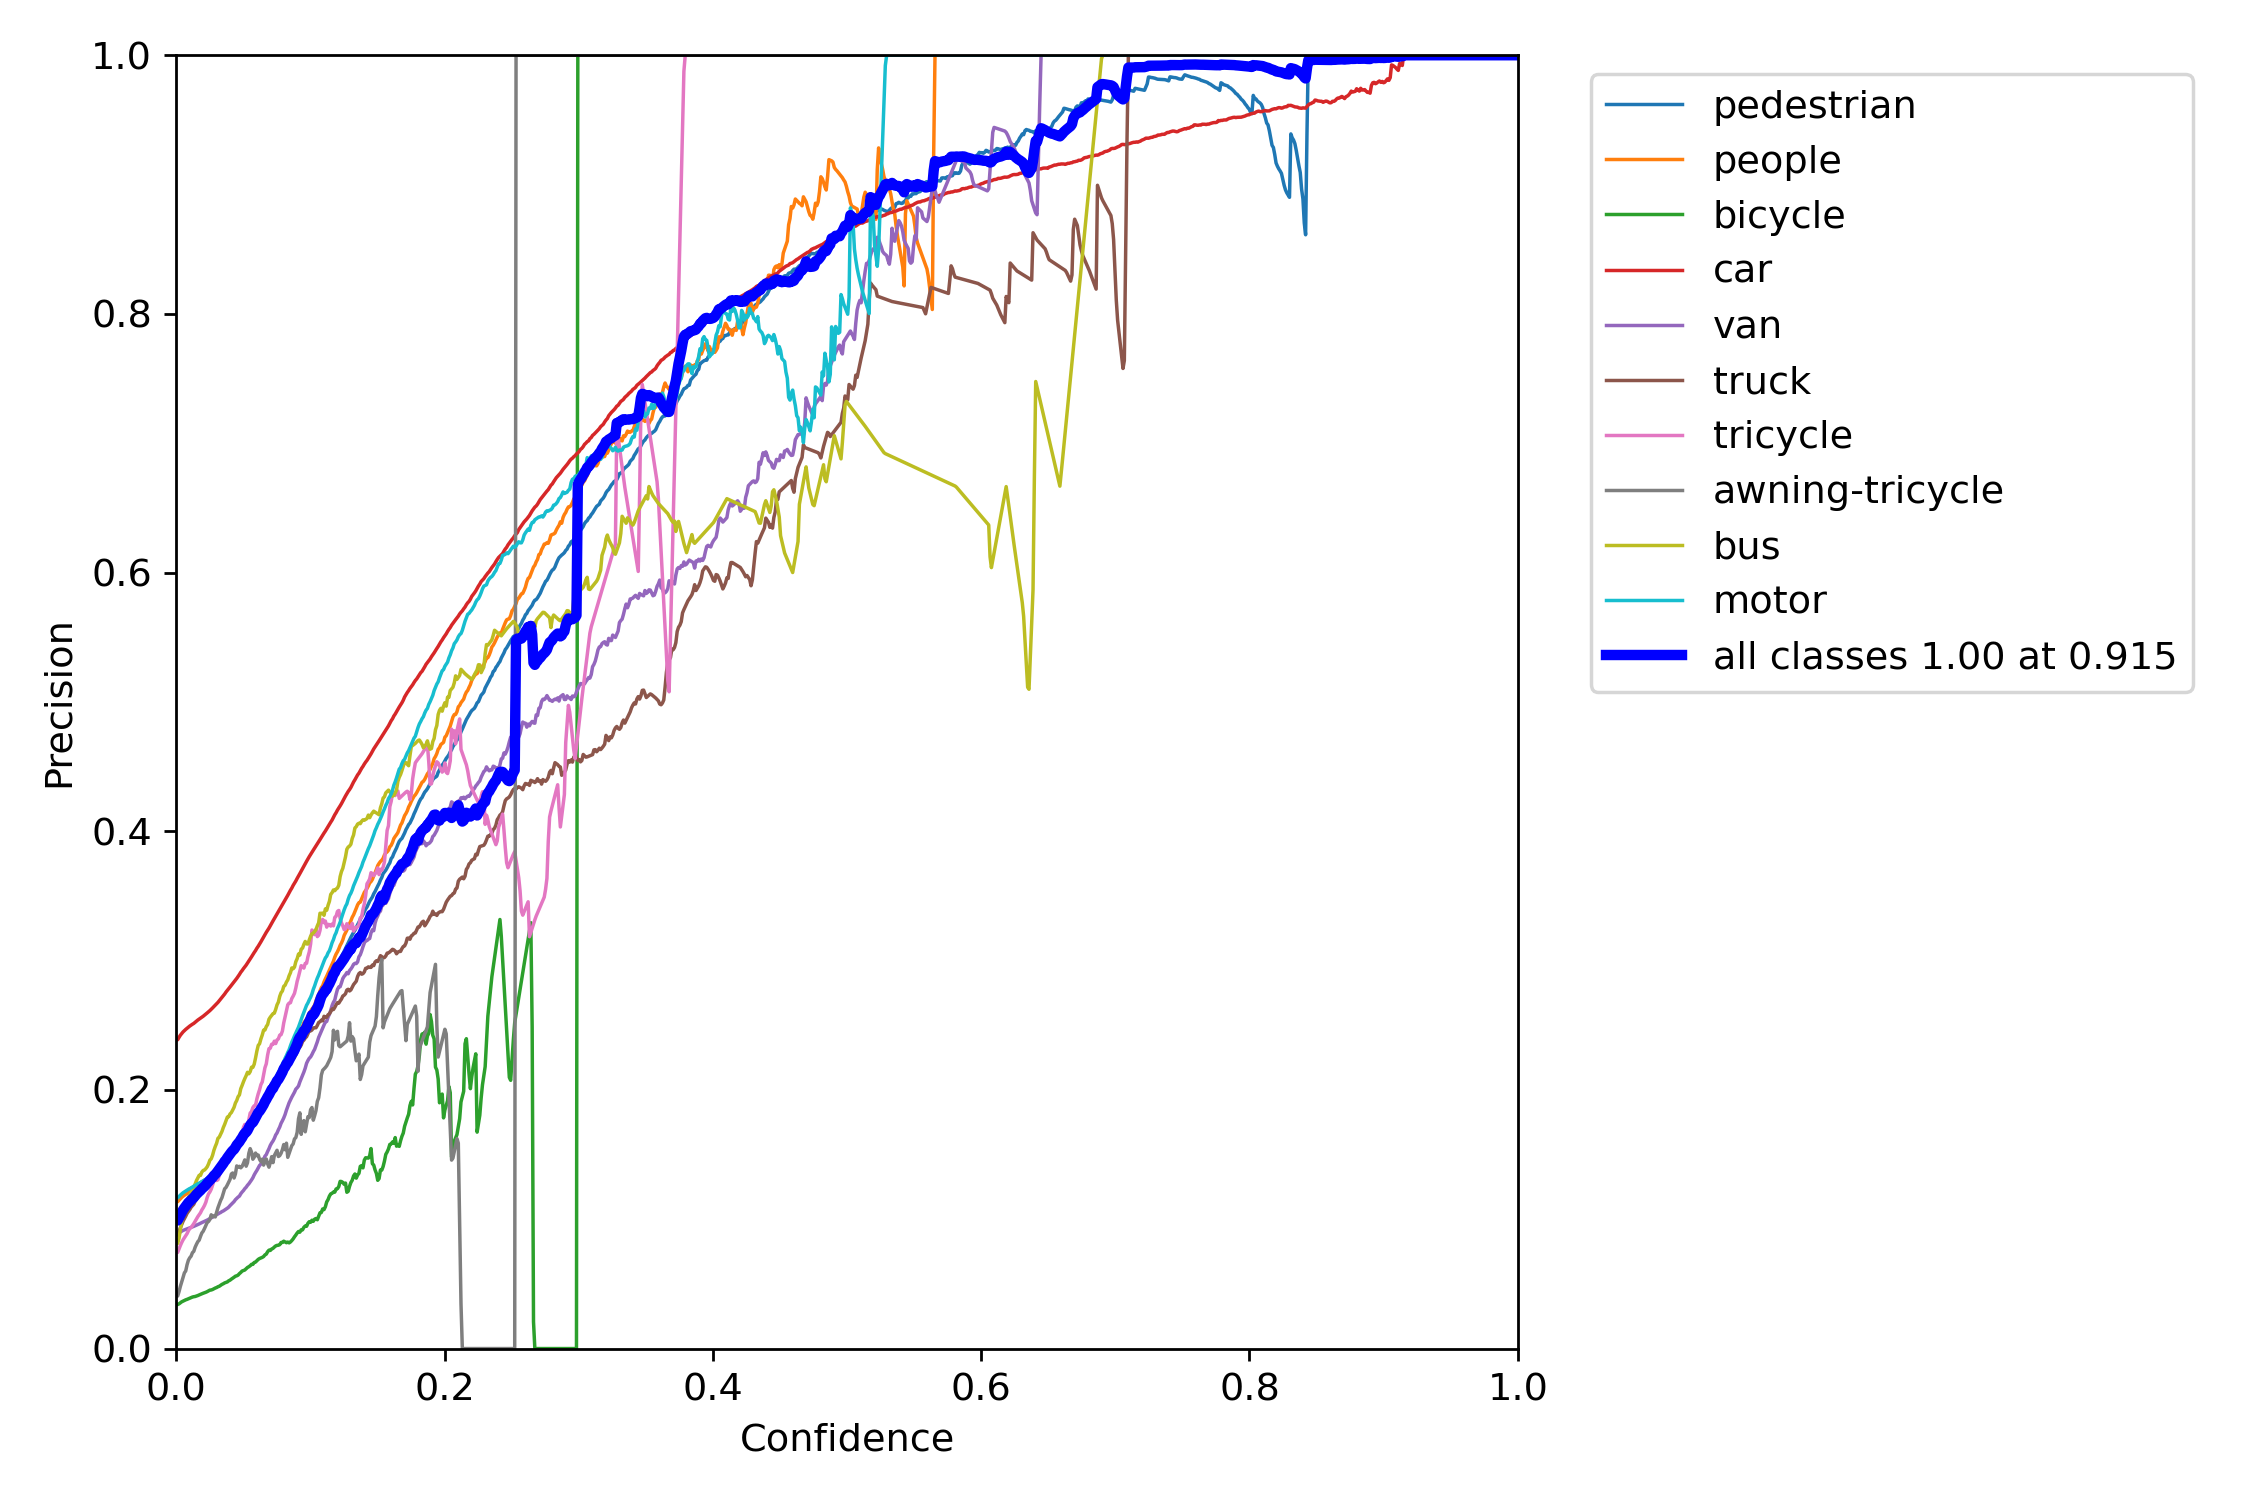 1.0
0.8
0.6
0.4
0.2
0.0
Precision
0.0 0.2 0.4 0.6 0.8 1.0
Confidence
pedestrian
people
bicycle
car
van
truck
tricycle
awning-tricycle
bus
motor
all classes 1.00 at 0.915